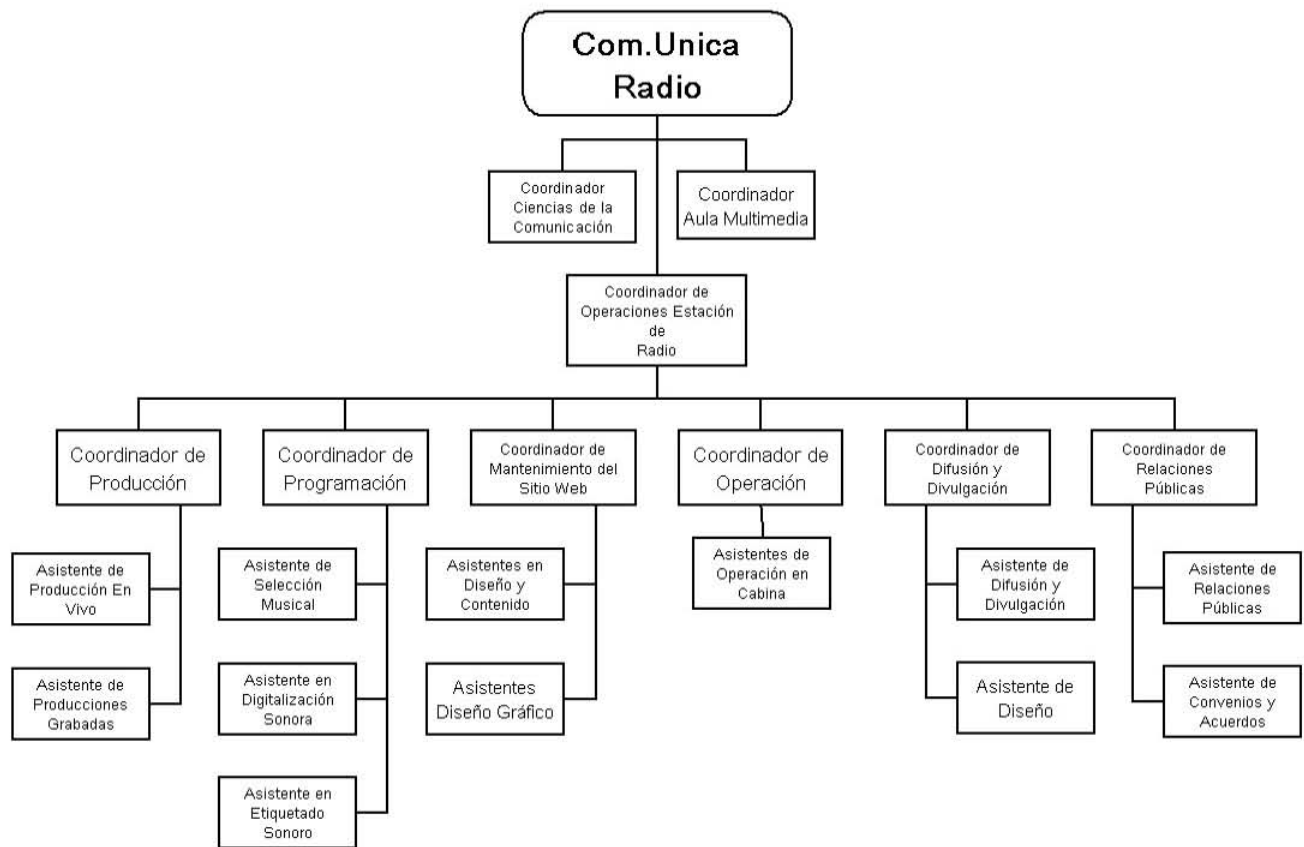 Com.Unica
Radio
Coordinador
Ciencias de la
Comunicación
Coordinador
Aula Multimedia
Coordinador de
Operaciones Estación
de
Radio
Coordinador de
Producción
Coordinador de
Programación
Coordinador de
Mantenimiento del
Sitio Web
Coordinador de
Operación
Coordinador de
Difusión y
Divulgación
Coordinador de
Relaciones
Públicas
Asistente de
Producción En
Vivo
Asistente de
Selección
Musical
Asistentes en
Diseño y
Contenido
Asistentes de
Operación en
Cabina
Asistente de
Difusión y
Divulgación
Asistente de
Relaciones
Públicas
Asistente de
Producciones
Grabadas
Asistente en
Digitalización
Sonora
Asistentes
Diseño Gráfico
Asistente de
Diseño
Asistente de
Convenios y
Acuerdos
Asistente en
Etiquetado
Sonoro